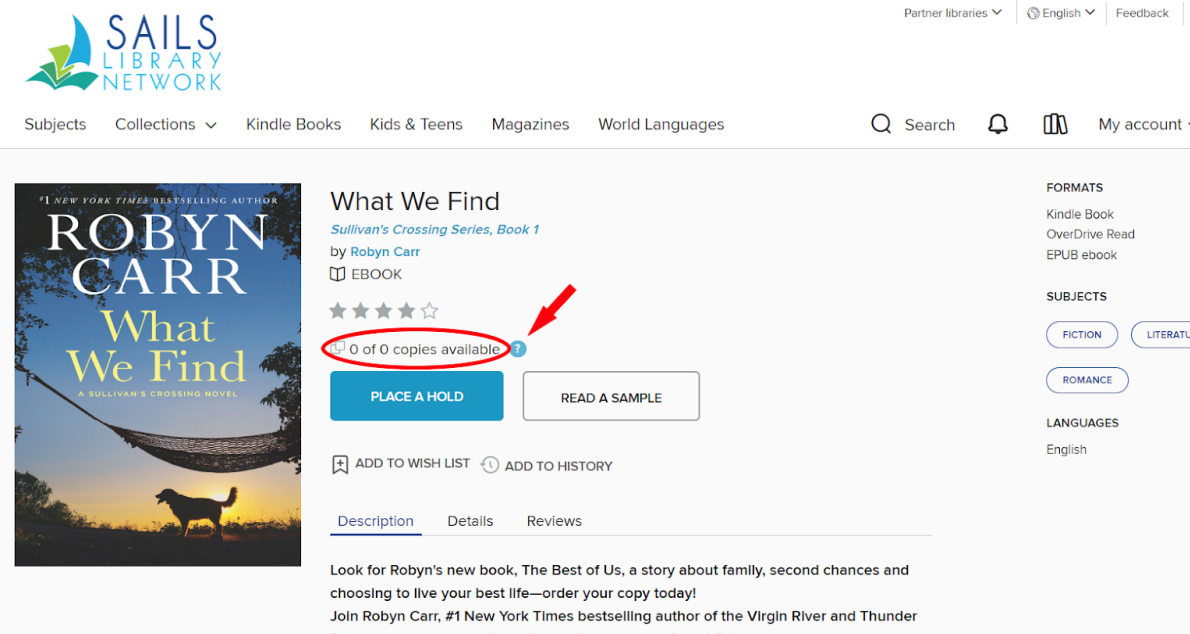 Partner libraries
English
Feedback
SAILS
LIBRARY
NETWORK
Subjects
Collections
Kindle Books
Kids & Teens
Magazines
World Languages
Search
My account
#1 NEW YORK TIMES BESTSELLING AUTHOR
ROBYN
CARR
What
We Find
A SULLIVAN'S CROSSING NOVEL
What We Find
Sullivan's Crossing Series, Book 1
by Robyn Carr
EBOOK
0 of 0 copies available ?
PLACE A HOLD
READ A SAMPLE
ADD TO WISH LIST
ADD TO HISTORY
Description
Details
Reviews
Look for Robyn's new book, The Best of Us, a story about family, second chances and
choosing to live your best life—order your copy today!
Join Robyn Carr, #1 New York Times bestselling author of the Virgin River and Thunder
FORMATS
Kindle Book
OverDrive Read
EPUB ebook
SUBJECTS
FICTION
LITERATU
ROMANCE
LANGUAGES
English